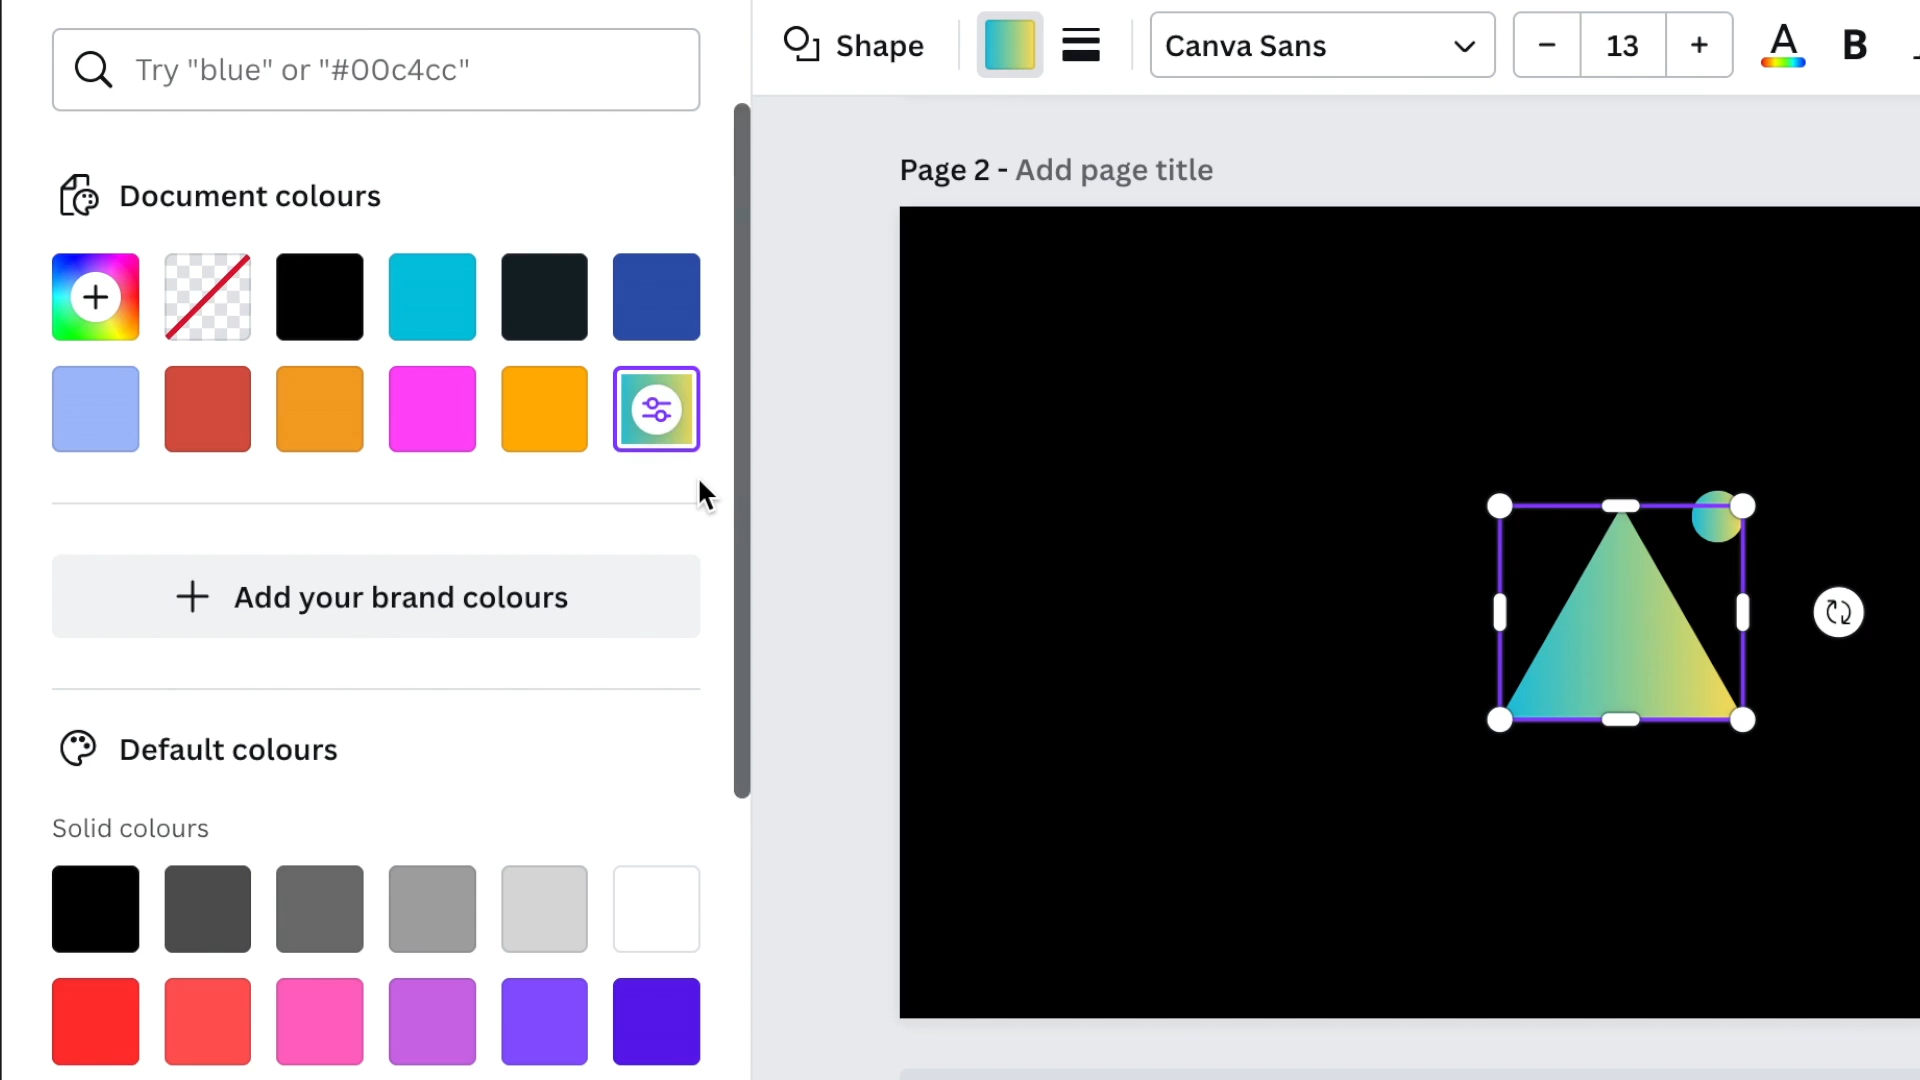 Try "blue" or "#00c4cc"
Shape
Canva Sans
13
A
B
Document colours
Page 2 - Add page title
Add your brand colours
Default colours
Solid colours